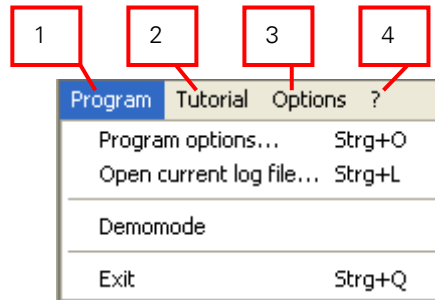 1 2 3 4
Program Tutorial Options ?
Program options... Strg+O
Open current log file... Strg+L
Demomode
Exit Strg+Q